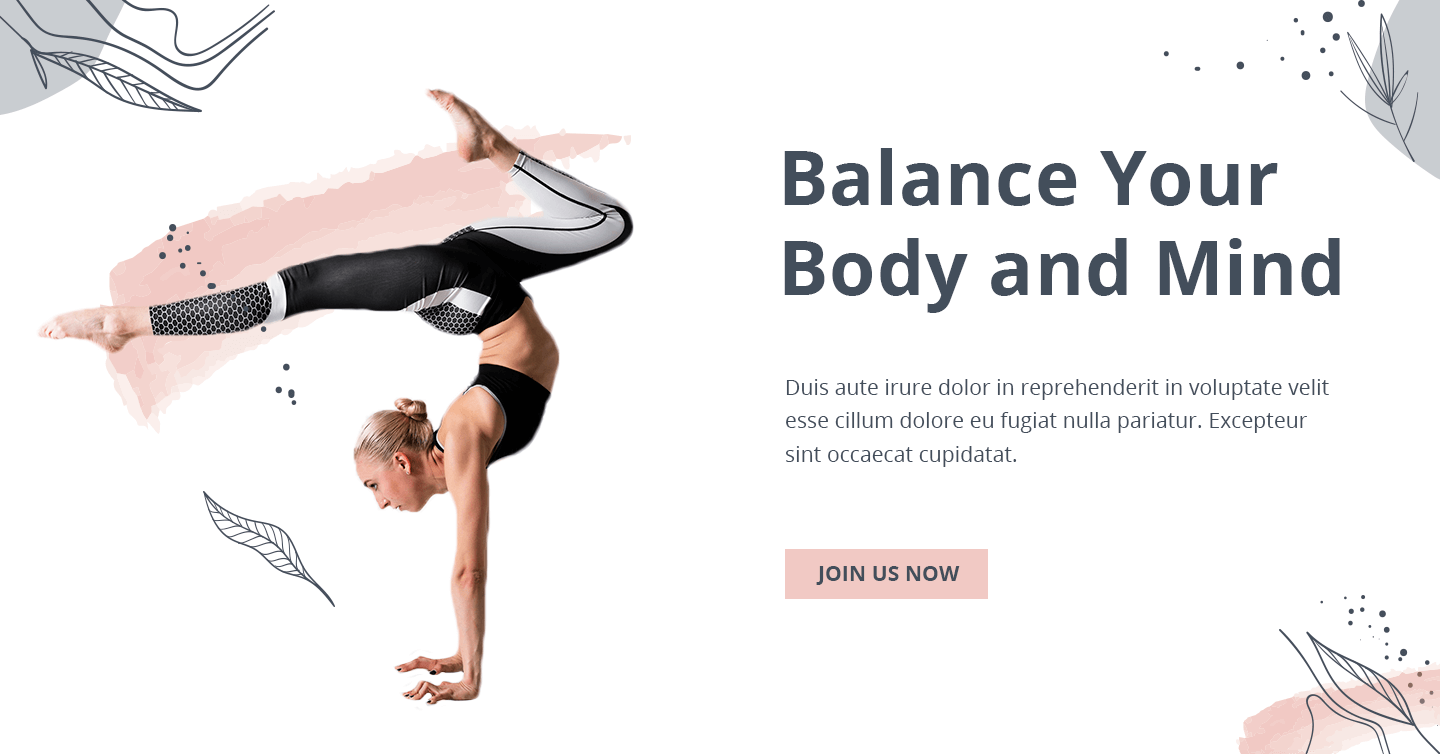 Balance Your
Body and Mind
Duis aute irure dolor in reprehenderit in voluptate velit
esse cillum dolore eu fugiat nulla pariatur. Excepteur
sint occaecat cupidatat.
JOIN US NOW